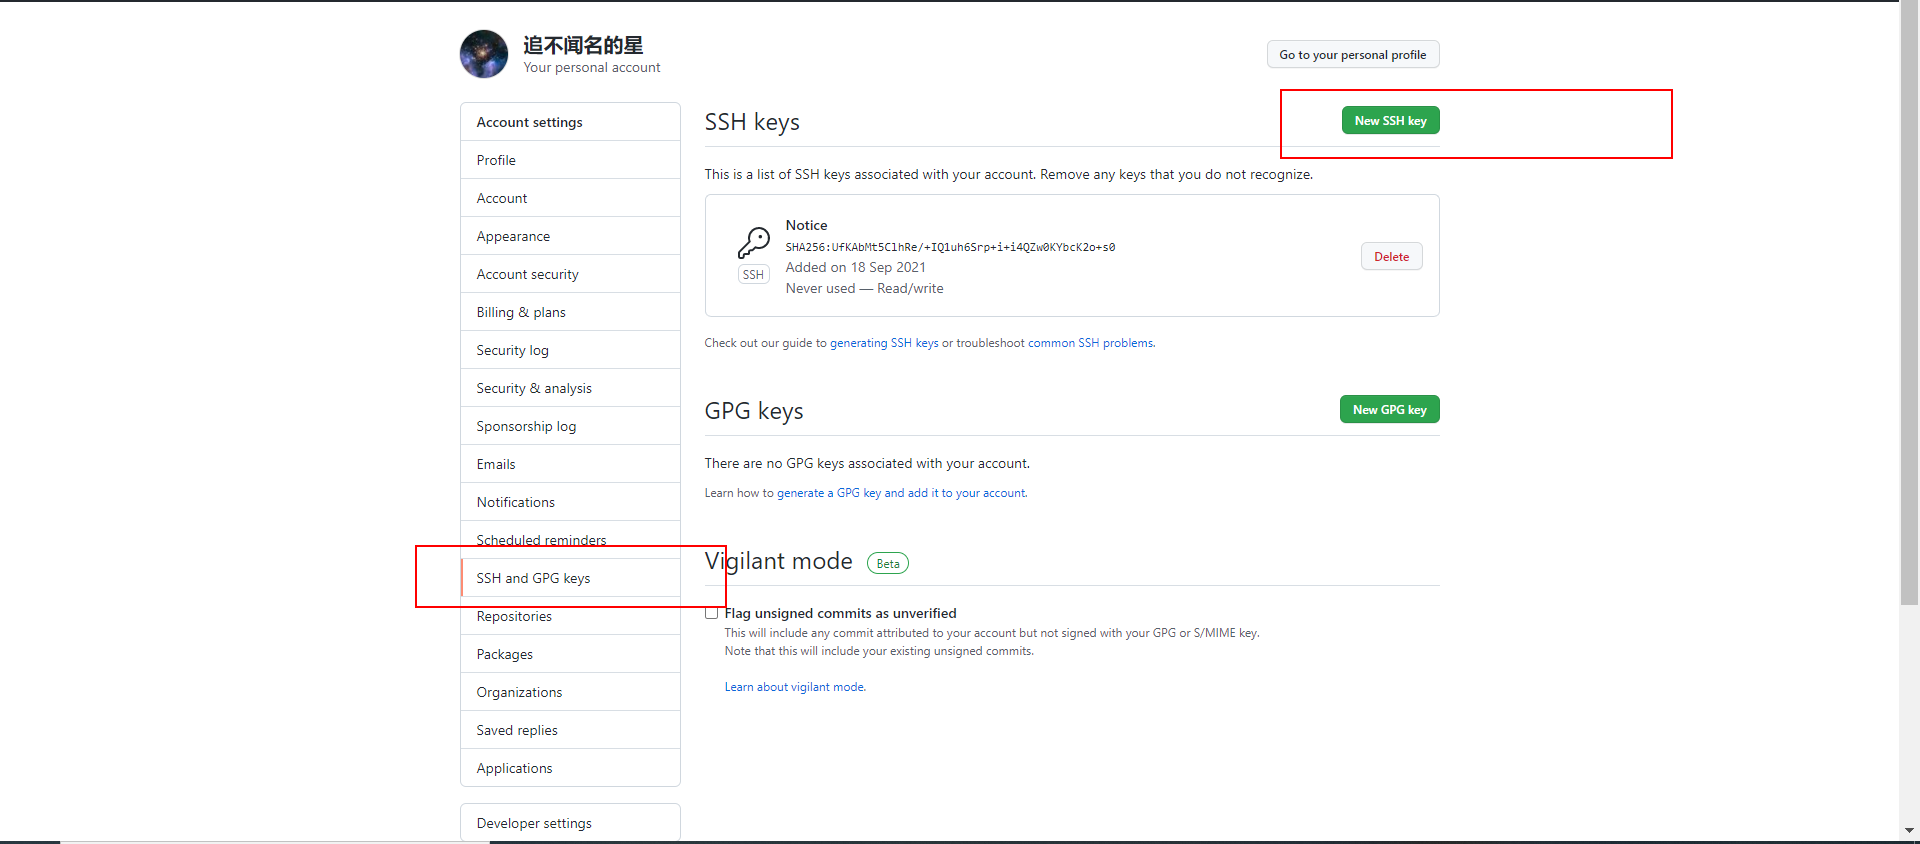 追不闻名的星
Your personal account
Go to your personal profile
Account settings
Profile
Account
Appearance
Account security
Billing & plans
Security log
Security & analysis
Sponsorship log
Emails
Notifications
Scheduled reminders
SSH and GPG keys
Repositories
Packages
Organizations
Saved replies
Applications
Developer settings
SSH keys
New SSH key
This is a list of SSH keys associated with your account. Remove any keys that you do not recognize.
Notice
SHA256:UfKAbMt5ClhRe/+IQ1uh6Srp+i+i4QZw0KYbcK2o+s0
SSH
Added on 18 Sep 2021
Never used — Read/write
Delete
Check out our guide to generating SSH keys or troubleshoot common SSH problems.
GPG keys
New GPG key
There are no GPG keys associated with your account.
Learn how to generate a GPG key and add it to your account.
Vigilant mode Beta
Flag unsigned commits as unverified
This will include any commit attributed to your account but not signed with your GPG or S/MIME key.
Note that this will include your existing unsigned commits.
Learn about vigilant mode.